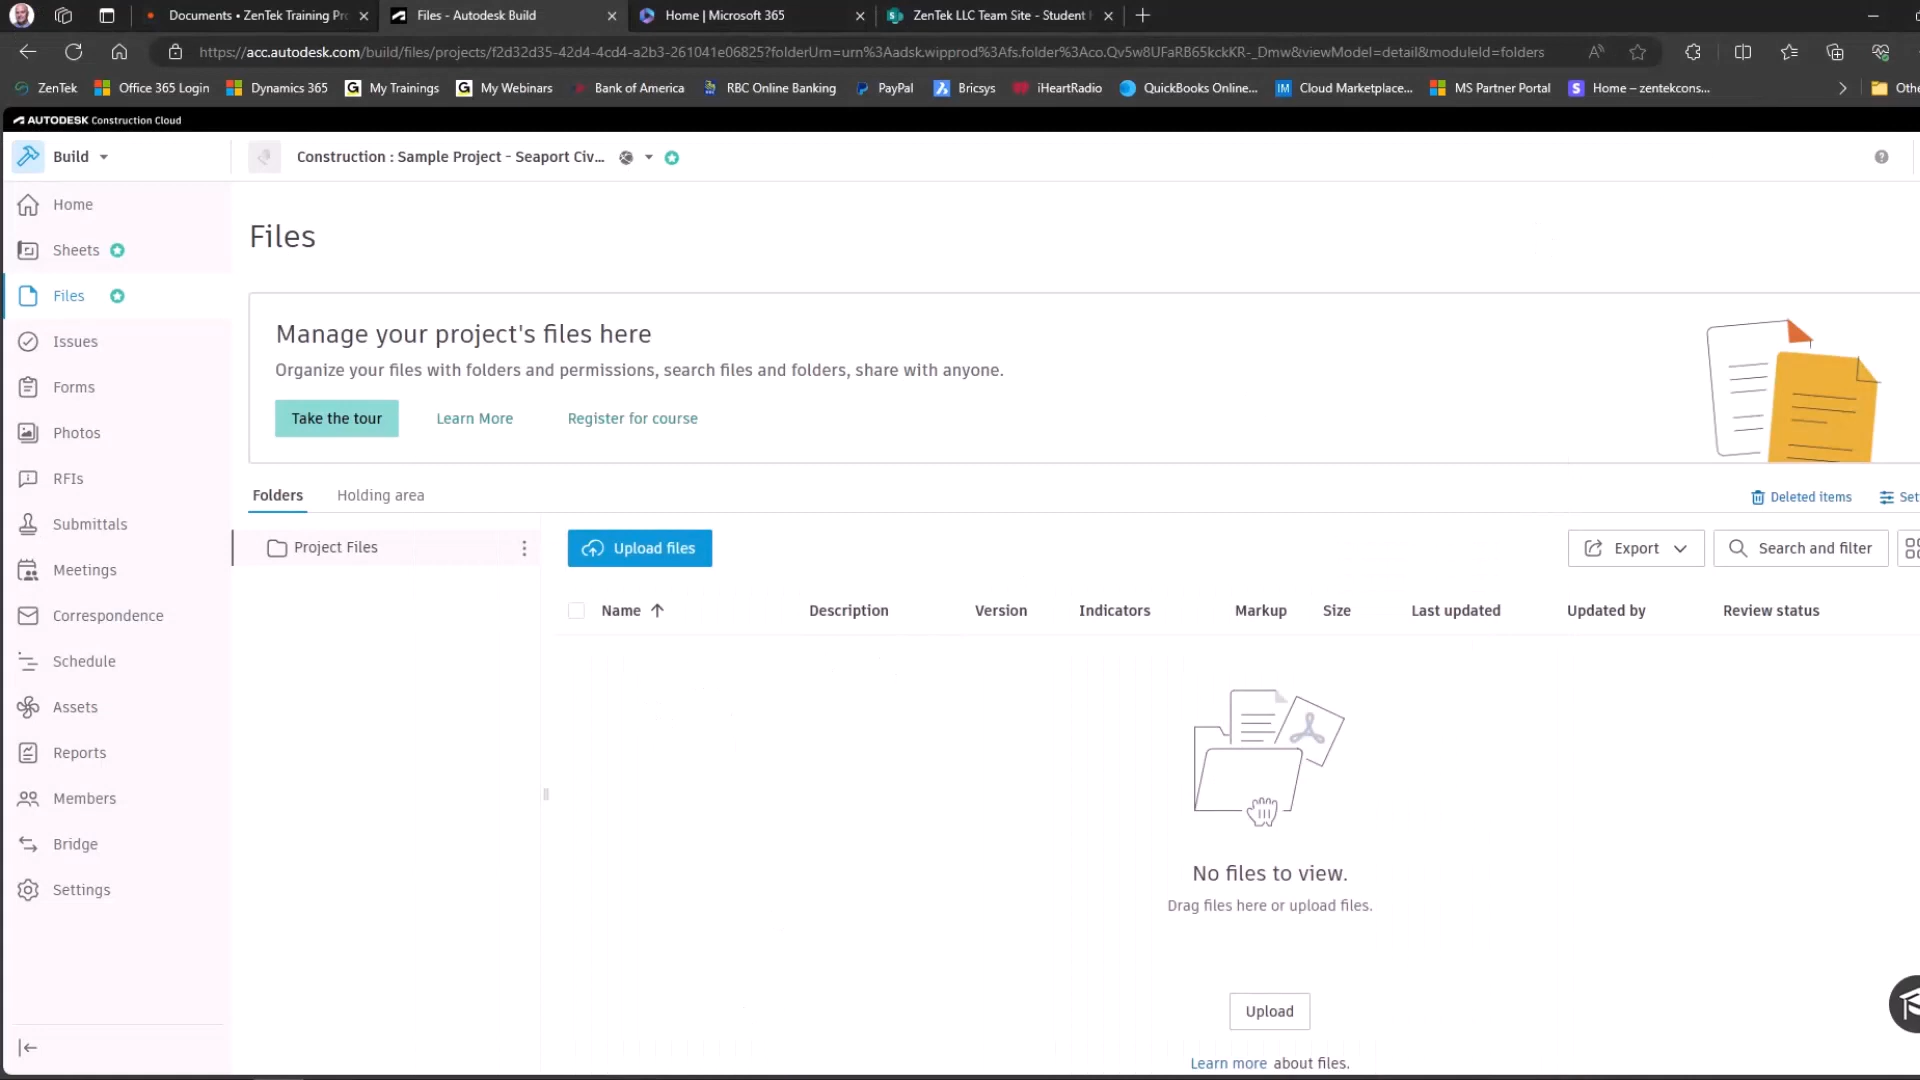 Documents • ZenTek Training Pro
Files - Autodesk Build
Home | Microsoft 365
ZenTek LLC Team Site - Student
https://acc.autodesk.com/build/files/projects/f2d32d35-42d4-4cd4-a2b3-261041e06825?folderUrn=urn%3Aadsk.wipprod%3Afs.folder%3Aco.Qv5w8UFaRB65kckKR-_Dmw&viewModel=detail&moduleId=folders
ZenTek
Office 365 Login
Dynamics 365
My Trainings
My Webinars
Bank of America
RBC Online Banking
PayPal
Bricsys
iHeartRadio
QuickBooks Online...
Cloud Marketplace...
MS Partner Portal
Home – zentekcons...
Othe
AUTODESK Construction Cloud
Build
Construction : Sample Project - Seaport Civ...
Home
Sheets
Files
Issues
Forms
Photos
RFIs
Submittals
Meetings
Correspondence
Schedule
Assets
Reports
Members
Bridge
Settings
Files
Manage your project's files here
Organize your files with folders and permissions, search files and folders, share with anyone.
Take the tour
Learn More
Register for course
Folders
Holding area
Deleted items
Set
Project Files
Upload files
Export
Search and filter
Name
Description
Version
Indicators
Markup
Size
Last updated
Updated by
Review status
No files to view.
Drag files here or upload files.
Upload
Learn more about files.